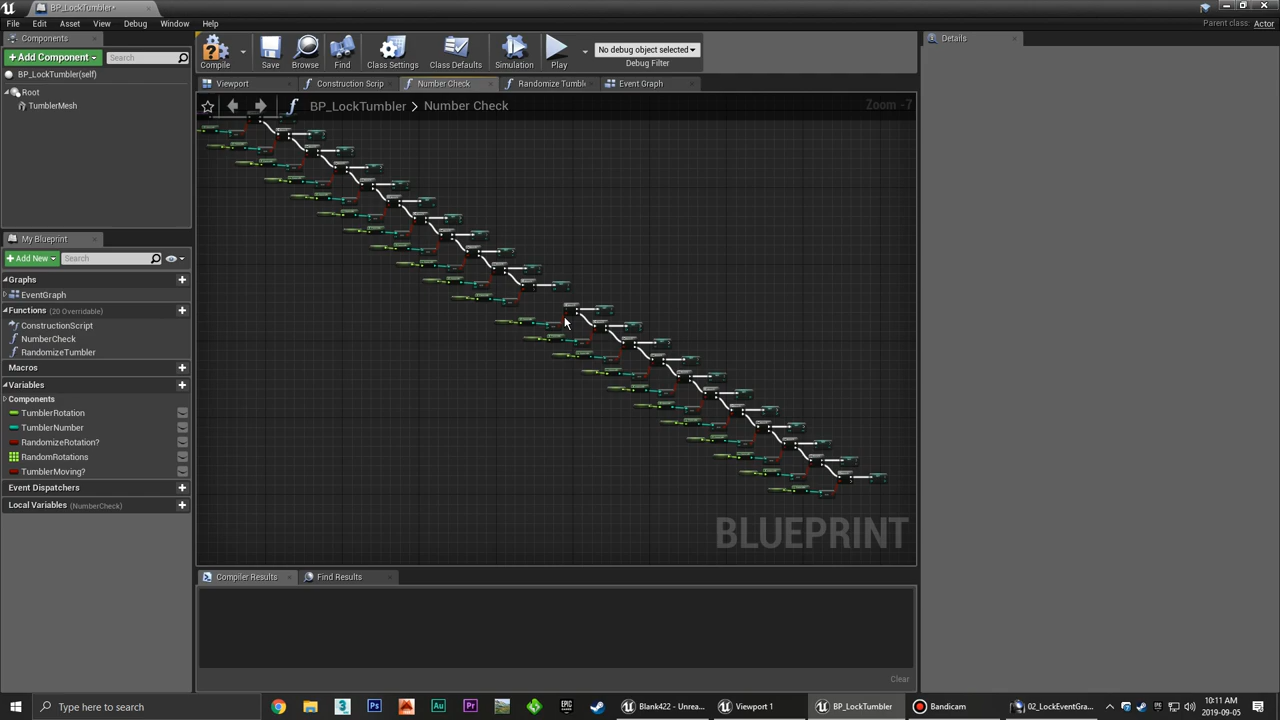 BP_LockTumbler*
File Edit Asset View Debug Window Help
Parent class: Actor
Components
+Add Component
Search
BP_LockTumbler(self)
Root
TumblerMesh
Compile
Save
Browse
Find
Class Settings
Class Defaults
Simulation
Play
No debug object selected
Debug Filter
Details
Viewport
Construction Scrip
Number Check
Randomize Tumble
Event Graph
BP_LockTumbler > Number Check
Zoom -7
My Blueprint
+Add New
Search
Graphs
EventGraph
Functions (20 Overridable)
ConstructionScript
NumberCheck
RandomizeTumbler
Macros
Variables
Components
TumblerRotation
TumblerNumber
RandomizeRotation?
RandomRotations
TumblerMoving?
Event Dispatchers
Local Variables (NumberCheck)
BLUEPRINT
Compiler Results
Find Results
Clear
Type here to search
Blank422 - Unrea...
Viewport 1
BP_LockTumbler
Bandicam
02_LockEventGra...
10:11 AM
2019-09-05